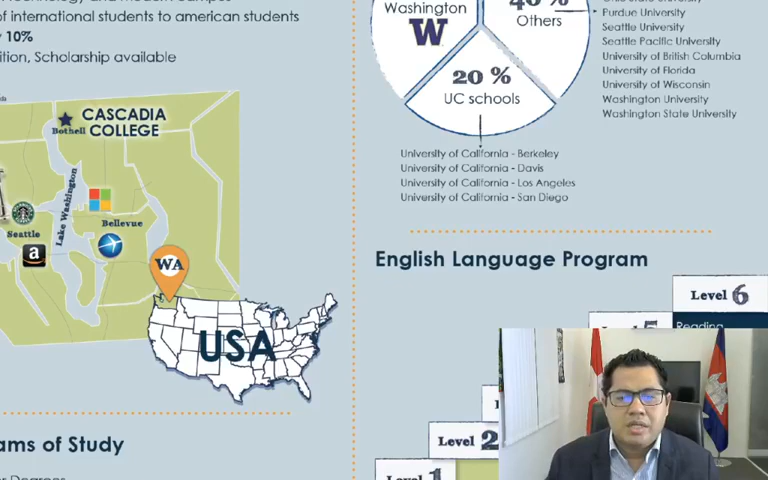 of international students to american students
10%
ition, Scholarship available
CASCADIA
COLLEGE
Bothell
Lake Washington
Seattle
Bellevue
a
WA
USA
ams of Study
Washington
W
40 %
Others
20 %
UC schools
University of California - Berkeley
University of California - Davis
University of California - Los Angeles
University of California - San Diego
Purdue University
Seattle University
Seattle Pacific University
University of British Columbia
University of Florida
University of Wisconsin
Washington University
Washington State University
English Language Program
Level 6
Reading
Level 5
Level 2
Level 1